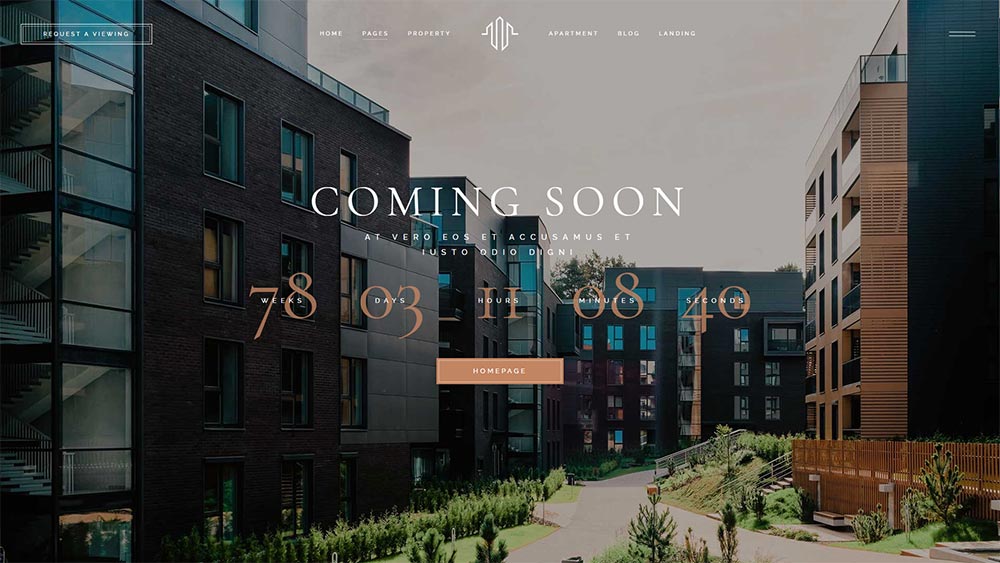 REQUEST A VIEWING
HOME PAGES PROPERTY APARTMENT BLOG LANDING
COMING SOON
AT VERO EOS ET ACCUSAMUS ET
IUSTO ODIO DIGNI
78 03 11 08 40
WEEKS DAYS HOURS MINUTES SECONDS
HOMEPAGE